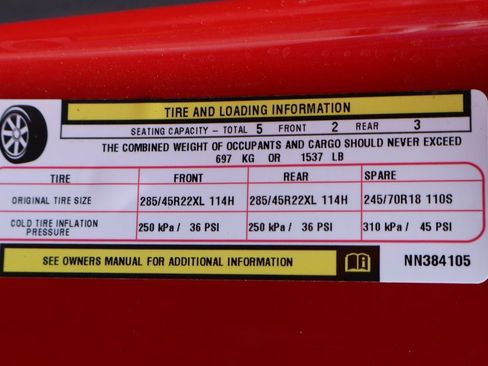 TIRE AND LOADING INFORMATION
SEATING CAPACITY - TOTAL 5 FRONT 2 REAR 3
THE COMBINED WEIGHT OF OCCUPANTS AND CARGO SHOULD NEVER EXCEED
697 KG OR 1537 LB
TIRE FRONT REAR SPARE
ORIGINAL TIRE SIZE 285/45R22XL 114H 285/45R22XL 114H 245/70R18 110S
COLD TIRE INFLATION
PRESSURE 250 kPa / 36 PSI 250 kPa / 36 PSI 310 kPa / 45 PSI
SEE OWNERS MANUAL FOR ADDITIONAL INFORMATION NN384105